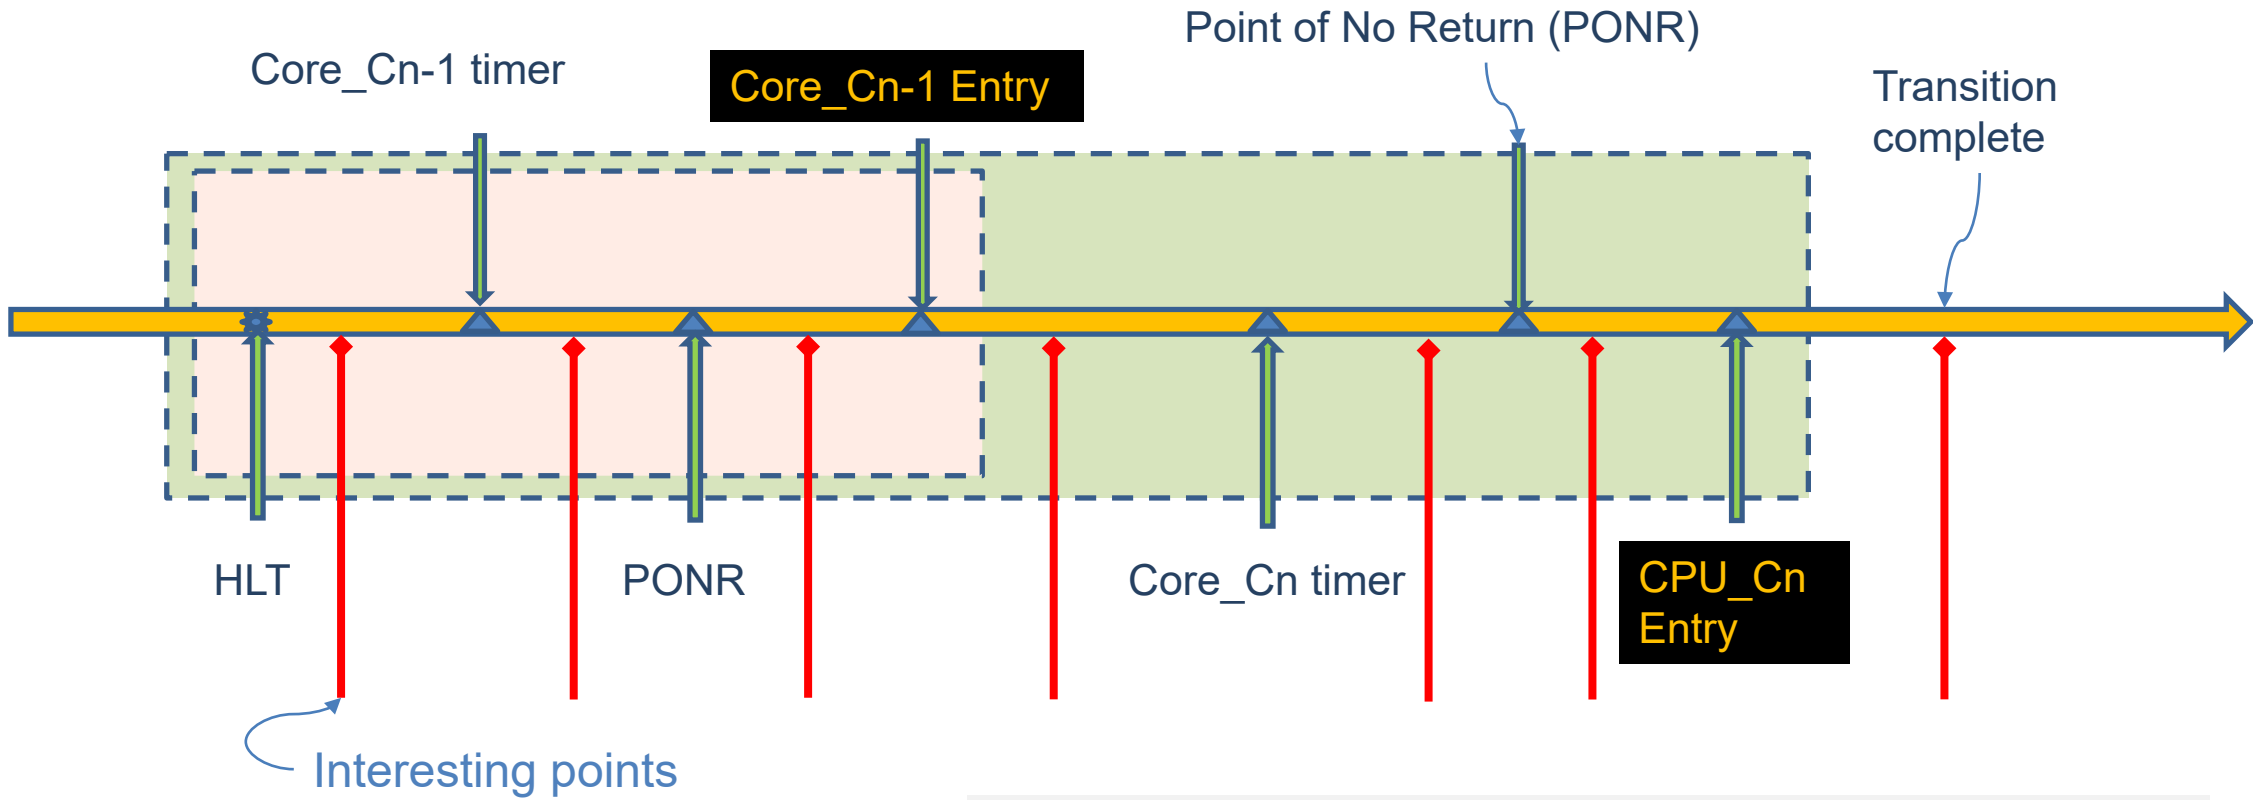 Point of No Return (PONR)
Core_Cn-1 timer
Core_Cn-1 Entry
Transition
complete
HLT
PONR
Core_Cn timer
CPU_Cn
Entry
Interesting points